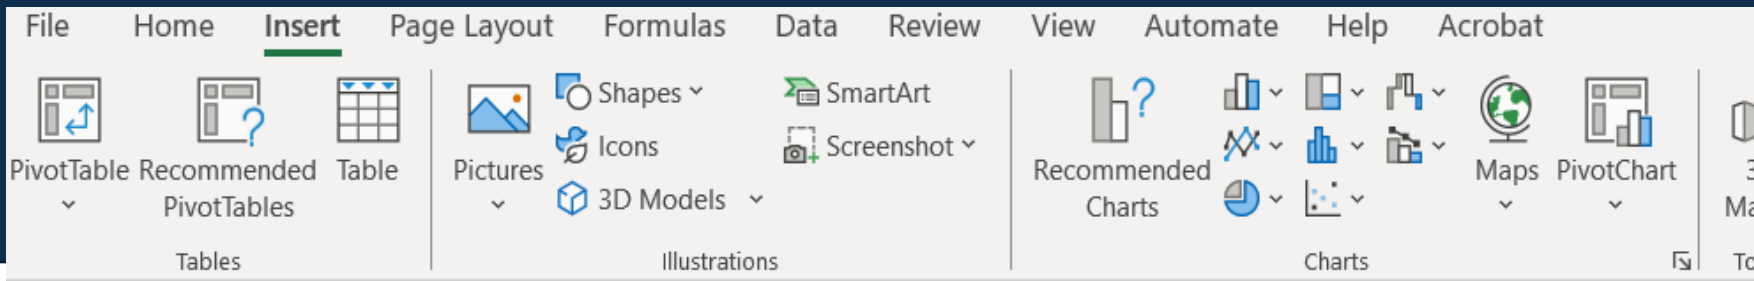 File Home Insert Page Layout Formulas Data Review View Automate Help Acrobat
PivotTable
Recommended
PivotTables
Table
Tables
Pictures
Shapes
Icons
3D Models
SmartArt
Screenshot
Illustrations
Recommended
Charts
Maps
PivotChart
Charts